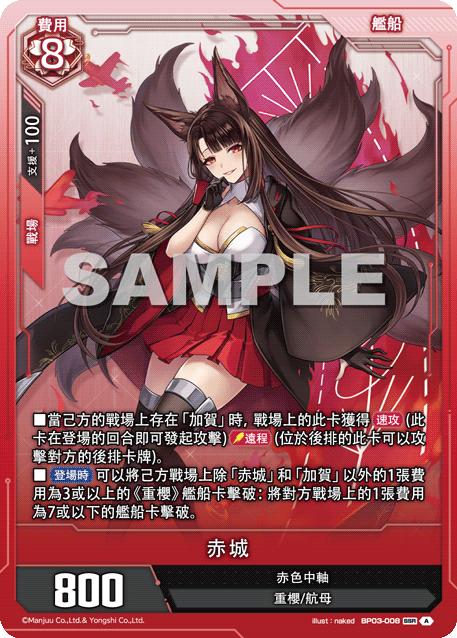 費用
8
艦船
支援+100
戰場
SAMPLE
■當己方的戰場上存在「加賀」時, 戰場上的此卡獲得 速攻 (此
卡在登場的回合即可發起攻擊) 遠程 (位於後排的此卡可以攻
擊對方的後排卡牌)。
■ 登場時 可以將己方戰場上除「赤城」和「加賀」以外的1張費
用為3或以上的《重櫻》艦船卡擊破: 將對方戰場上的1張費用
為7或以下的艦船卡擊破。
赤城
800
赤色中軸
重櫻/航母
©Manjuu Co.,Ltd.& Yongshi Co.,Ltd. illust : naked BP03-008 SSR A